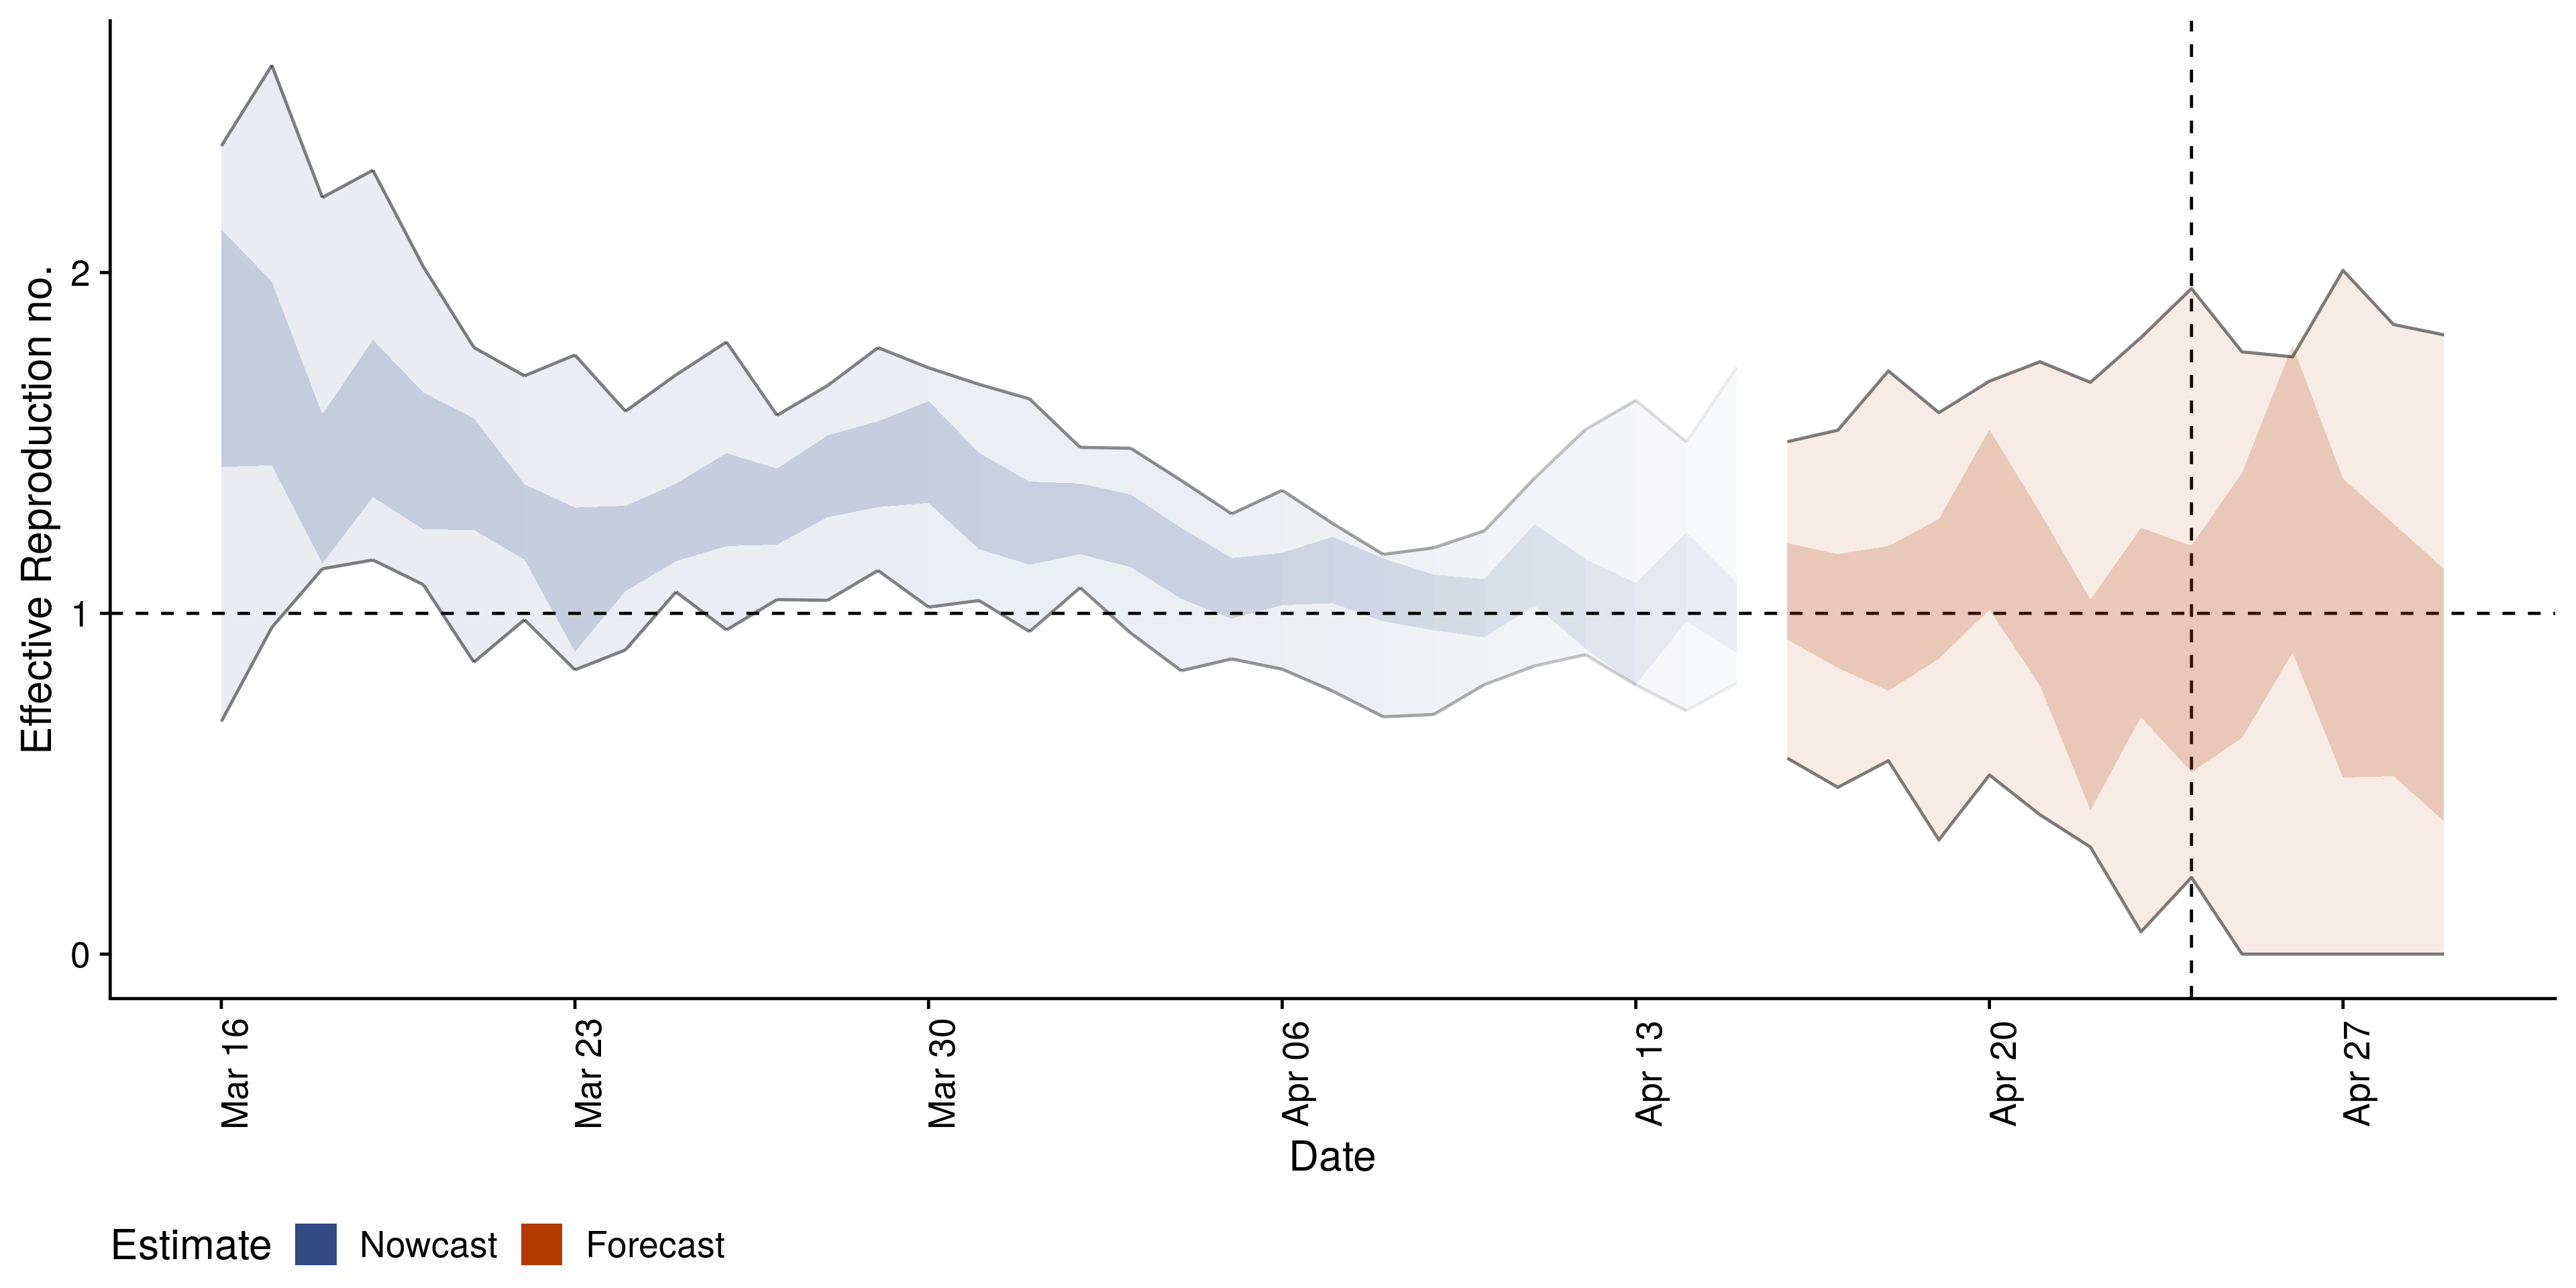 Effective Reproduction no.
2
1
0
Mar 16
Mar 23
Mar 30
Apr 06
Apr 13
Apr 20
Apr 27
Date
Estimate Nowcast Forecast